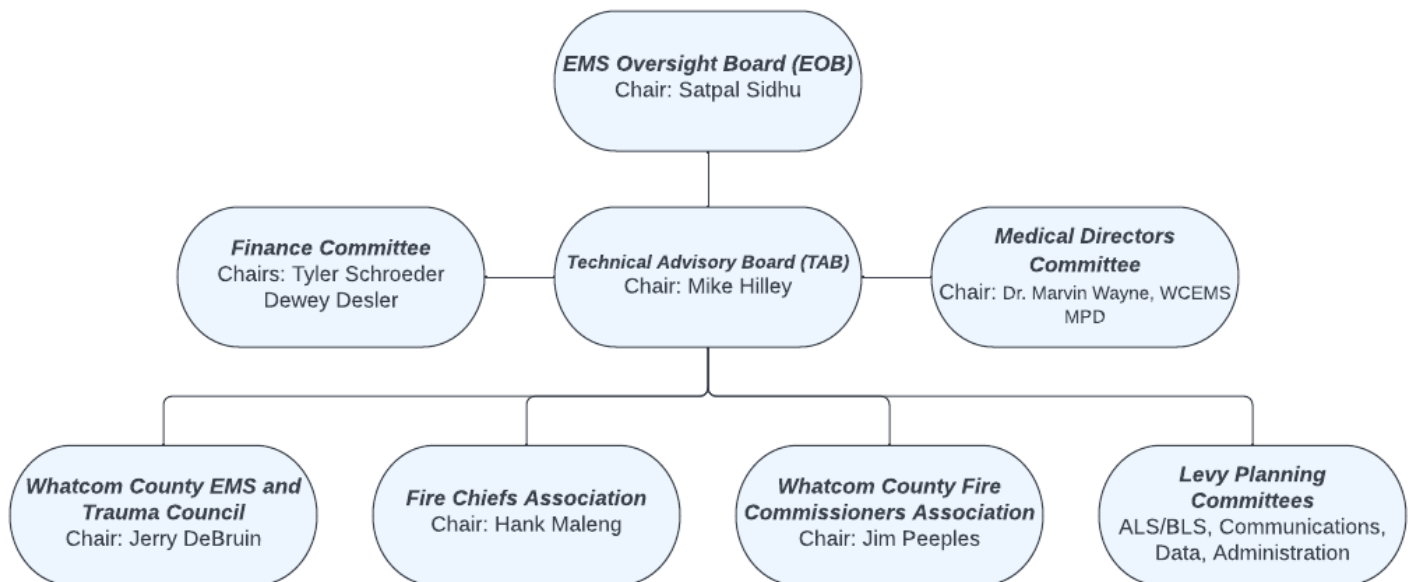 EMS Oversight Board (EOB)
Chair: Satpal Sidhu
Finance Committee
Chairs: Tyler Schroeder
Dewey Desler
Technical Advisory Board (TAB)
Chair: Mike Hilley
Medical Directors
Committee
Chair: Dr. Marvin Wayne, WCEMS
MPD
Whatcom County EMS and
Trauma Council
Chair: Jerry DeBruin
Fire Chiefs Association
Chair: Hank Maleng
Whatcom County Fire
Commissioners Association
Chair: Jim Peeples
Levy Planning
Committees
ALS/BLS, Communications,
Data, Administration